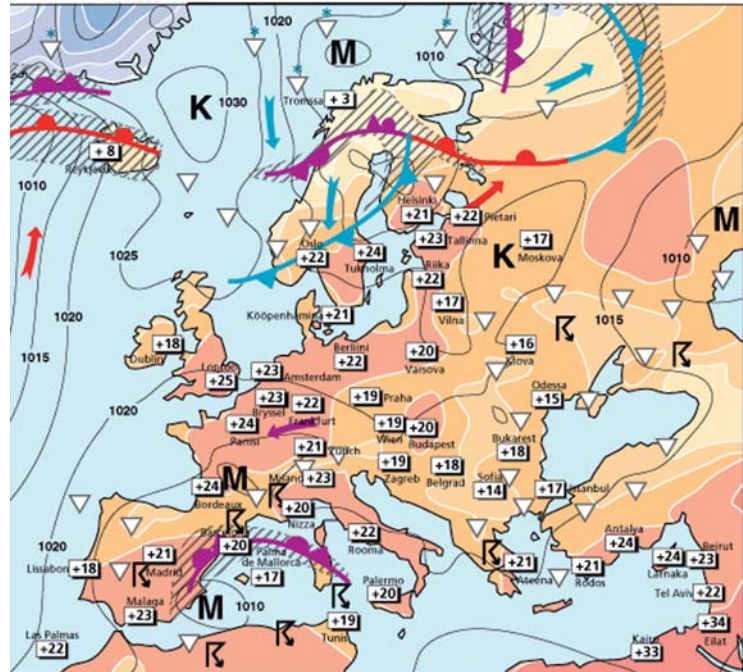 1020
1010
M
K
1030
Tromssa
+ 3
+ 8
Reykjavik
1010
Helsinki
+21
+22
Pietari
M
Oslo
+22
+24
Tukholma
+23
Tallinna
K
+17
Moskova
1025
Riika
+22
1010
+17
Vilna
1020
Kööpenhamina
+21
1015
+18
Dublin
Berliini
+22
+20
Varsova
+16
Kiova
1015
Lontoo
+25
+23
Amsterdam
+23
Bryssel
+22
Frankfurt
+19
Praha
Odessa
+15
1020
+24
Pariisi
+19
Wien
+20
Budapest
Bukarest
+18
+21
Zürich
M
+24
Bordeaux
Milano
+23
+19
Zagreb
+18
Belgrad
Sofia
+14
+17
Istanbul
+20
Nizza
Barcelona
+20
+22
Rooma
Antalya
+24
1020
Lissabon
+18
+21
Madrid
Palma
de Mallorca
+17
+21
Ateena
+21
Rodos
+24
Larnaka
Beirut
+23
Malaga
+23
M
1010
Palermo
+20
Tel Aviv
+22
Las Palmas
+22
+19
Tunis
Kairo
+33
+34
Eilat